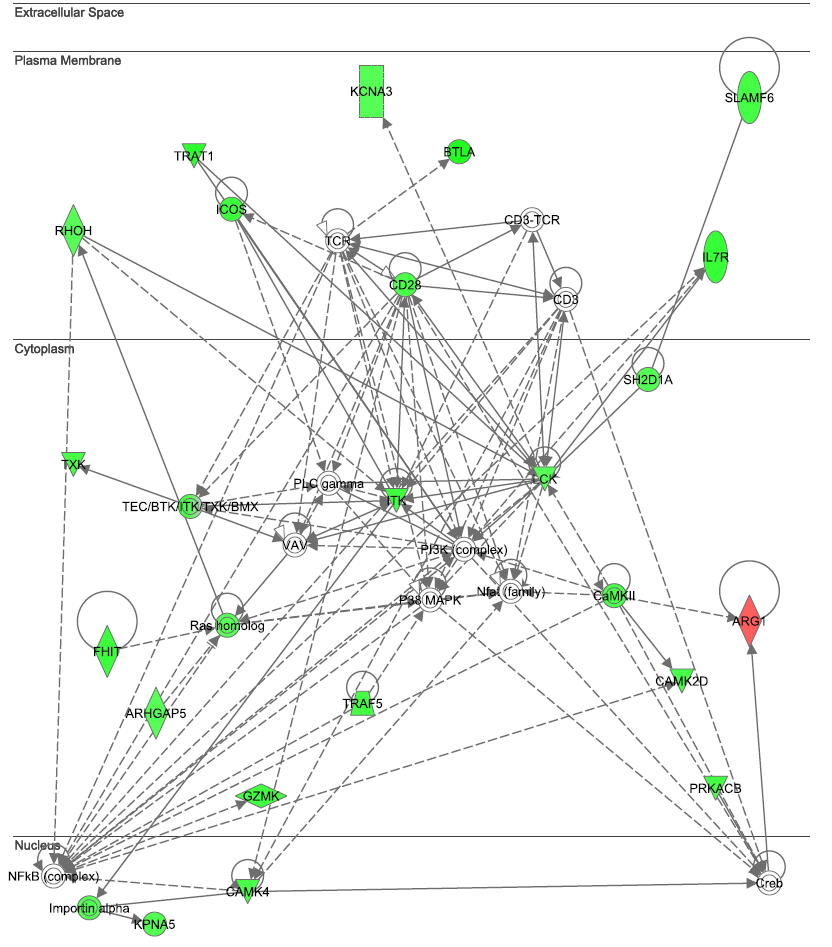 Extracellular Space
Plasma Membrane
KCNA3
SLAMF6
TRAT1
BTLA
ICOS
CD3-TCR
RHOH
TCR
IL7R
CD28
CD3
Cytoplasm
SH2D1A
TXK
PLC gamma
LCK
ITK
TEC/BTK/ITK/TXK/BMX
VAV
PI3K (complex)
P38 MAPK
Nfat (family)
CaMKII
Ras homolog
ARG1
FHIT
CAMK2D
TRAF5
ARHGAP5
PRKACB
GZMK
Nucleus
NFkB (complex)
CAMK4
Creb
Importin alpha
KPNA5